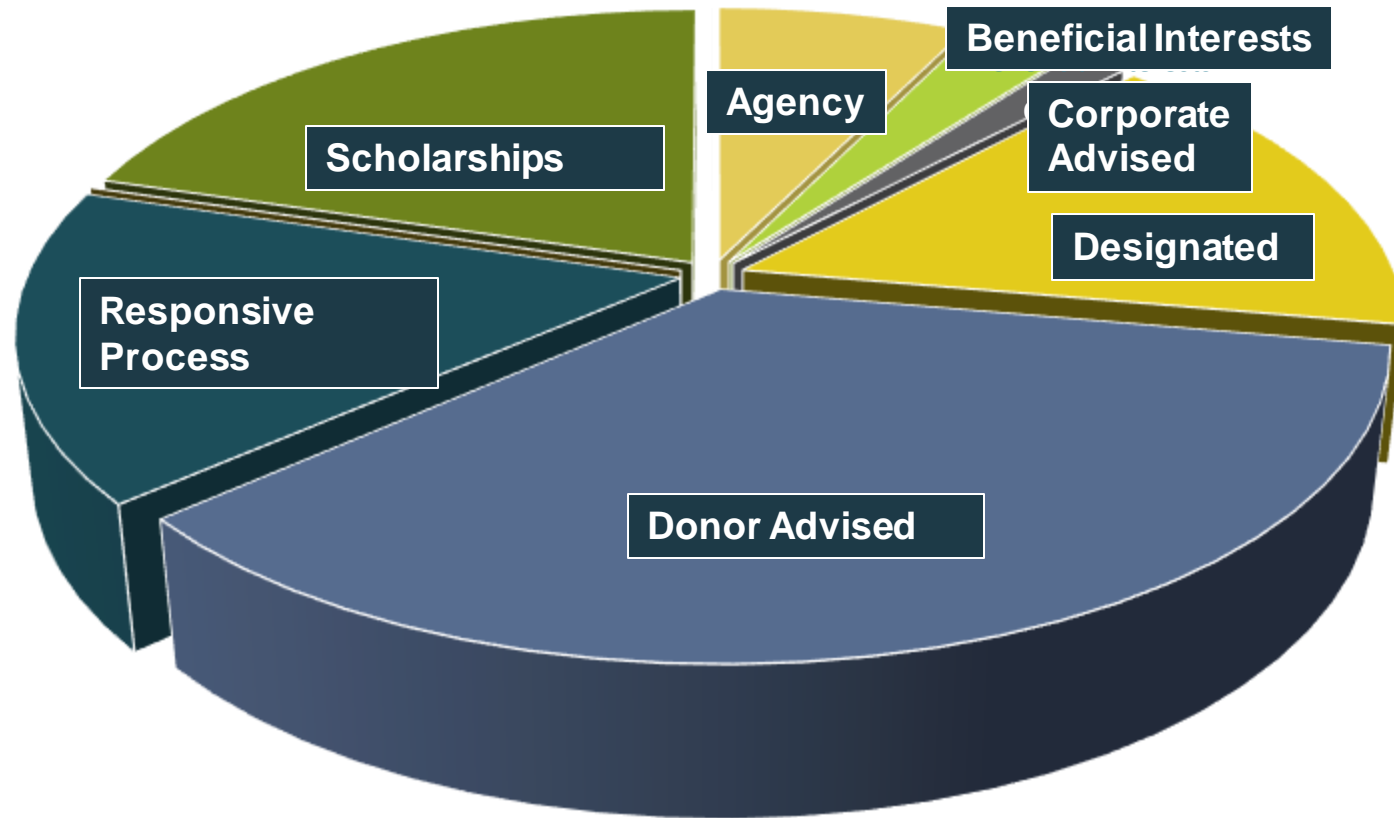 Beneficial Interests
Agency
Corporate
Advised
Scholarships
Designated
Responsive
Process
Donor Advised